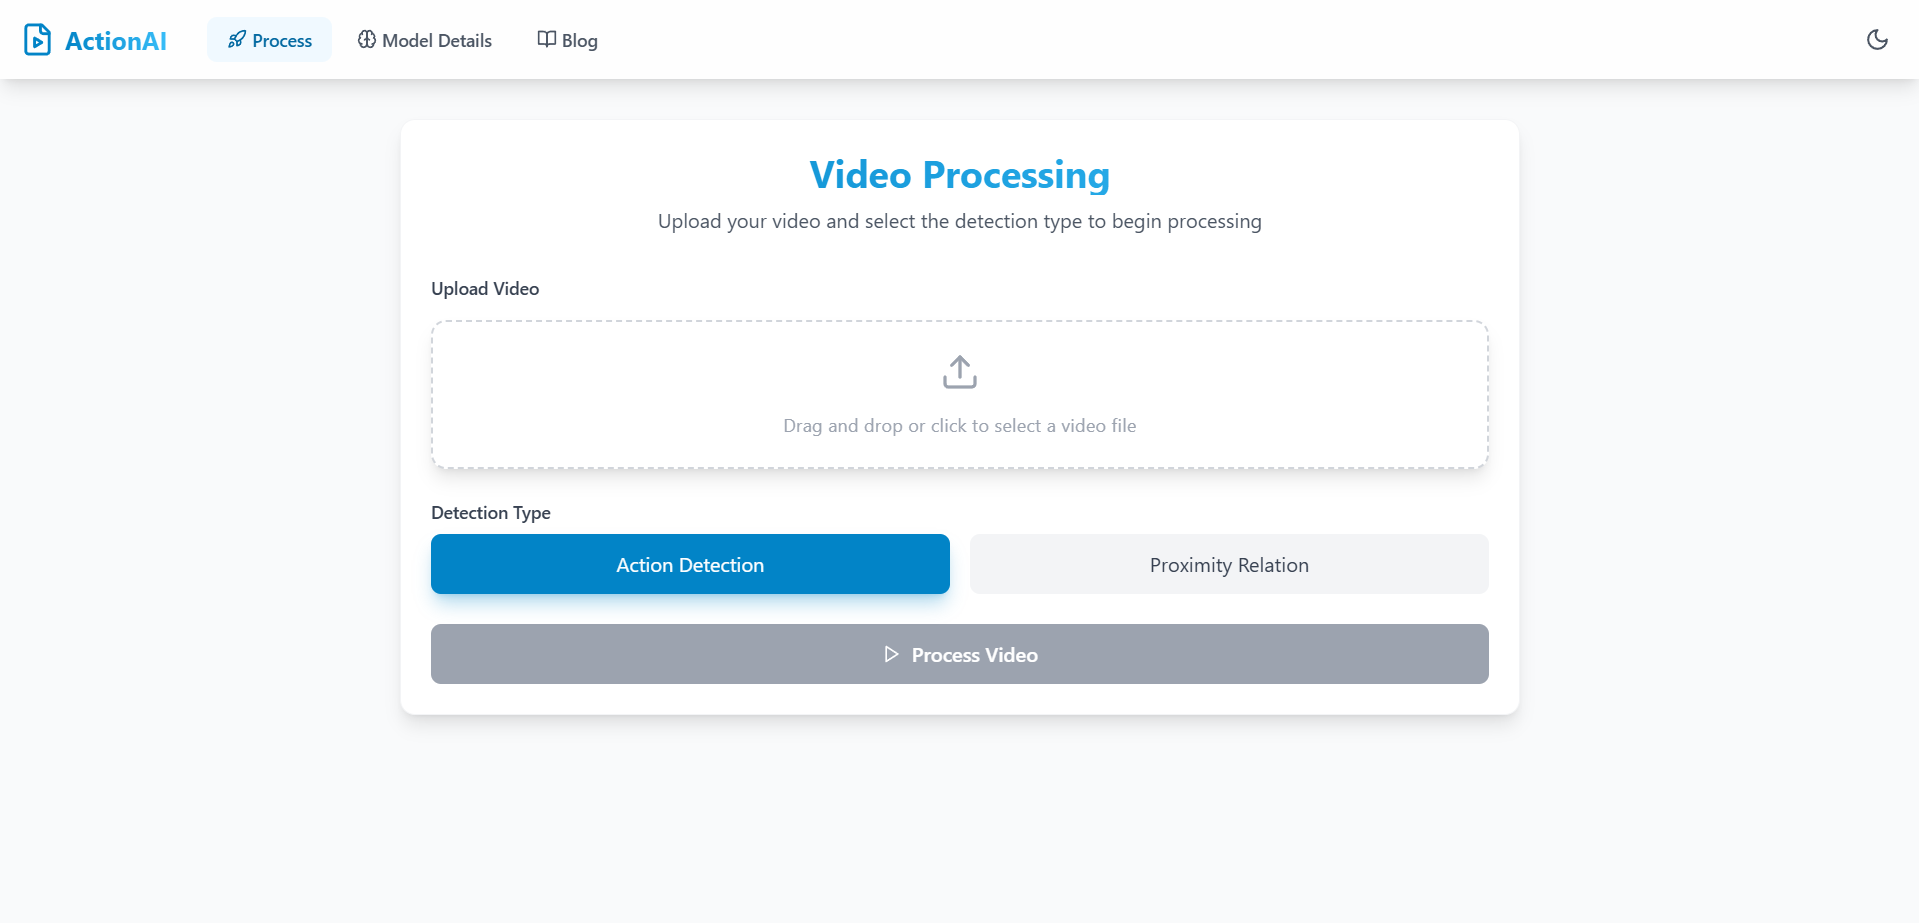 ActionAI
Process
Model Details
Blog
Video Processing
Upload your video and select the detection type to begin processing
Upload Video
Drag and drop or click to select a video file
Detection Type
Action Detection
Proximity Relation
Process Video